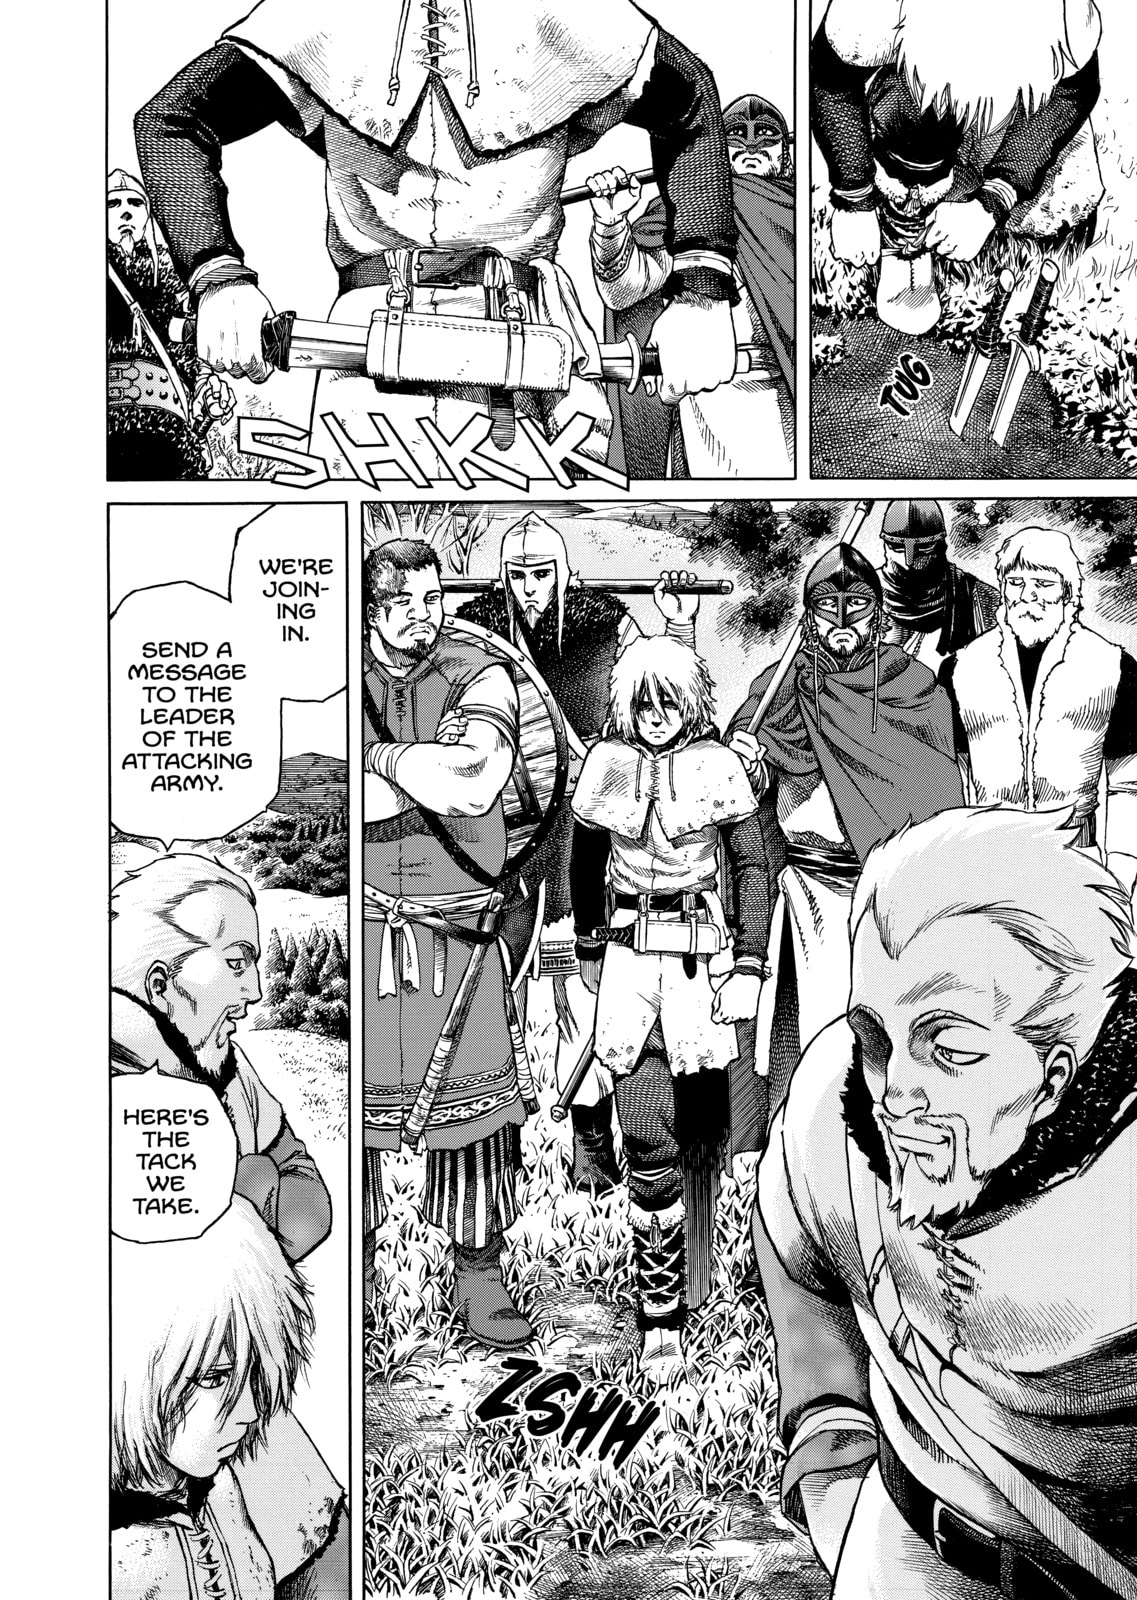 TUG
SHKK
ZSHH
WE'RE
JOIN-
ING
IN.
SEND A
MESSAGE
TO THE
LEADER
OF THE
ATTACKING
ARMY.
HERE'S
THE
TACK
WE
TAKE.